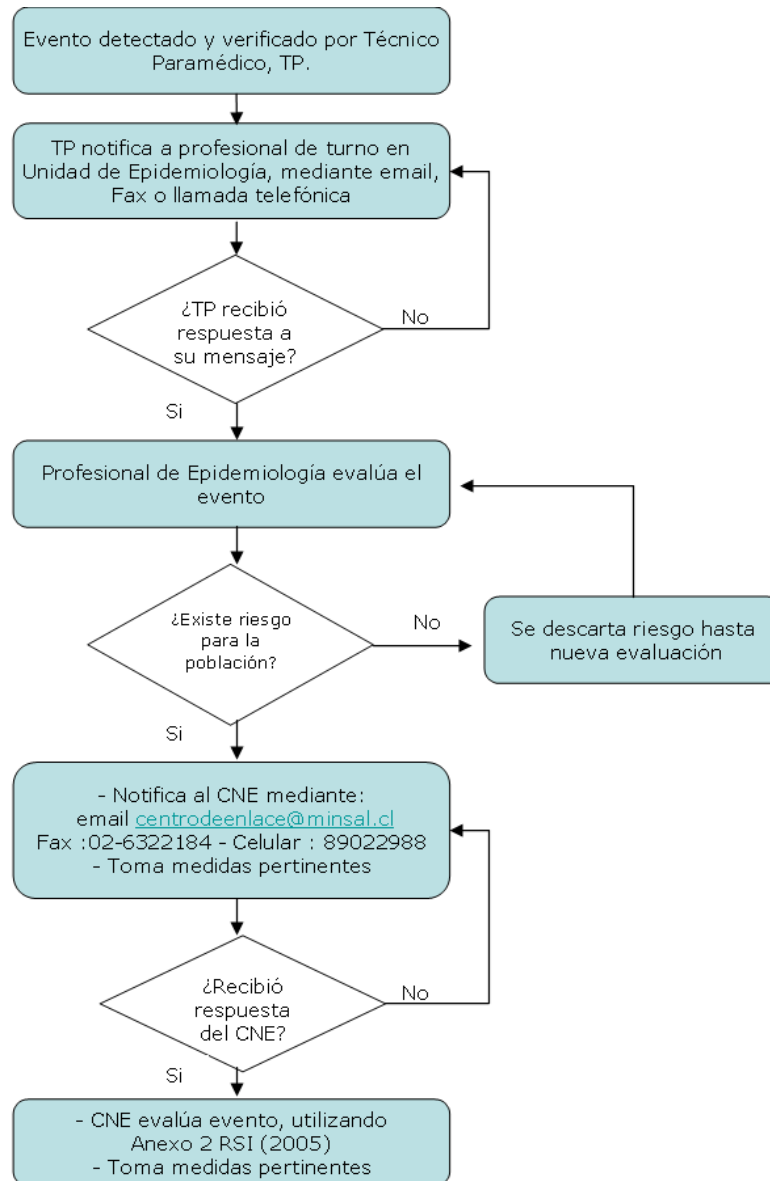 Evento detectado y verificado por Técnico
Paramédico, TP.
TP notifica a profesional de turno en
Unidad de Epidemiología, mediante email,
Fax o llamada telefónica
¿TP recibió
respuesta a
su mensaje?
No
Si
Profesional de Epidemiología evalúa el
evento
¿Existe riesgo
para la
población?
No
Se descarta riesgo hasta
nueva evaluación
Si
- Notifica al CNE mediante:
email centrodeenlace@minsal.cl
Fax :02-6322184 - Celular : 89022988
- Toma medidas pertinentes
¿Recibió
respuesta
del CNE?
No
Si
- CNE evalúa evento, utilizando
Anexo 2 RSI (2005)
- Toma medidas pertinentes